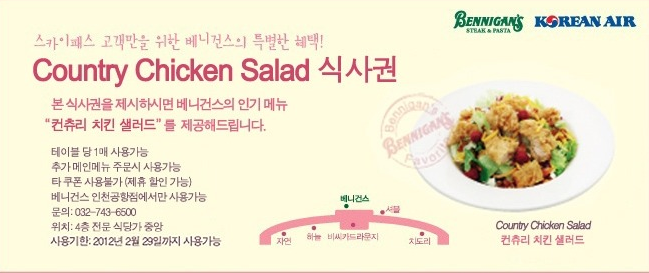 BENNIGAN'S
STEAK & PASTA
KOREAN AIR
스카이패스 고객만을 위한 베니건스의 특별한 혜택!
Country Chicken Salad 식사권
본 식사권을 제시하시면 베니건스의 인기 메뉴
"컨츄리 치킨 샐러드" 를 제공해드립니다.
Bennigan's
BENNIGAN'S
Favorite
테이블 당 1매 사용가능
추가 메인메뉴 주문시 사용가능
타 쿠폰 사용불가 (제휴 할인 가능)
베니건스 인천공항점에서만 사용가능
문의: 032-743-6500
위치: 4층 전문 식당가 중앙
사용기한: 2012년 2월 29일까지 사용가능
베니건스
자연
하늘
비씨카드라운지
셔블
치도리
Country Chicken Salad
컨츄리 치킨 샐러드